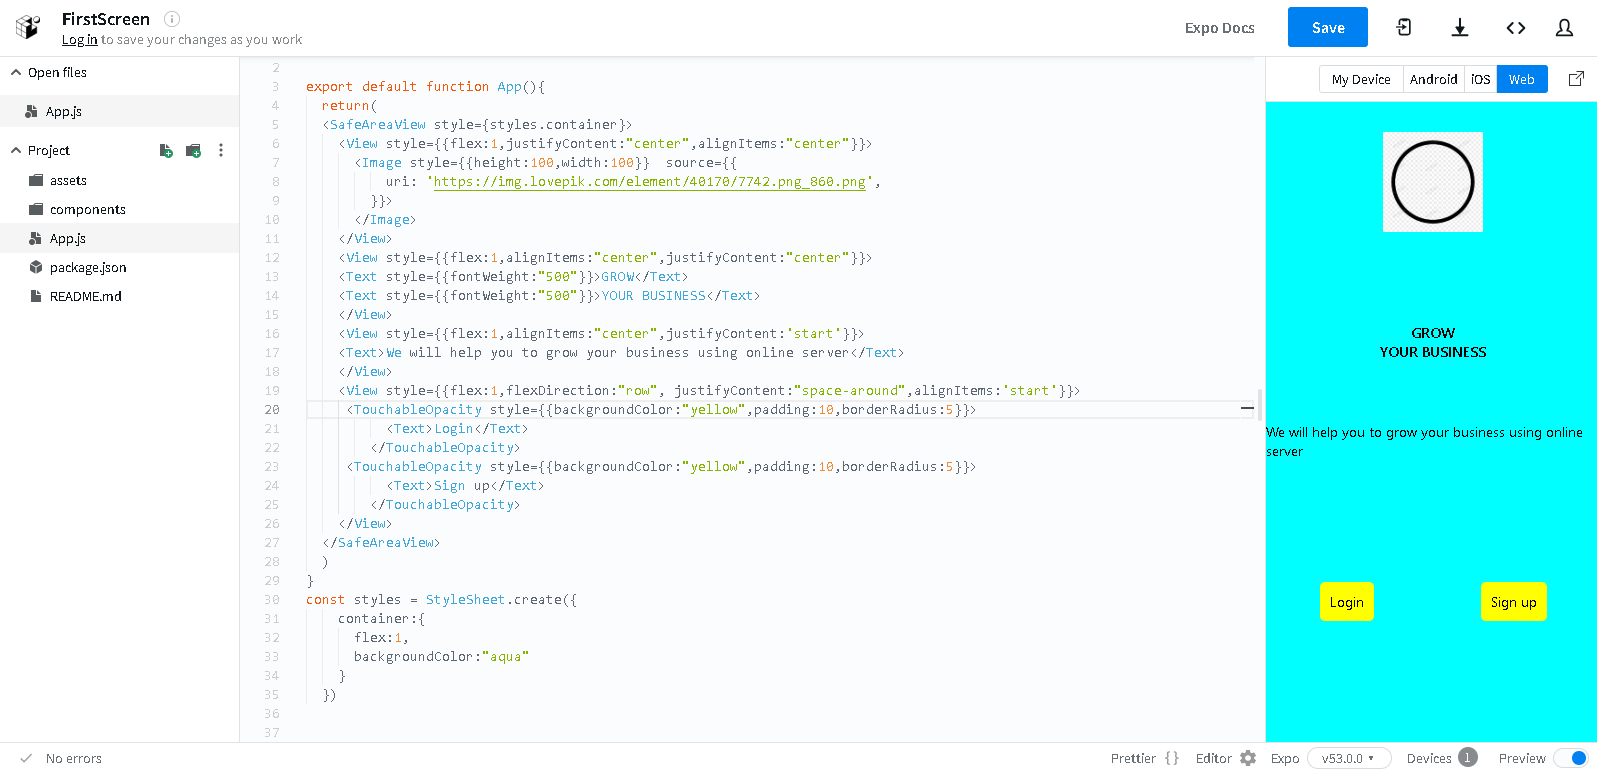 FirstScreen
Log in to save your changes as you work
Expo Docs
Save
Open files
App.js
Project
assets
components
App.js
package.json
README.md
2
3 export default function App(){
4 return(
5 <SafeAreaView style={styles.container}>
6 <View style={{flex:1,justifyContent:"center",alignItems:"center"}}>
7 <Image style={{height:100,width:100}}  source={{
8 uri: 'https://img.lovepik.com/element/40170/7742.png_860.png',
9 }}>
10 </Image>
11 </View>
12 <View style={{flex:1,alignItems:"center",justifyContent:"center"}}>
13 <Text style={{fontWeight:"500"}}>GROW</Text>
14 <Text style={{fontWeight:"500"}}>YOUR BUSINESS</Text>
15 </View>
16 <View style={{flex:1,alignItems:"center",justifyContent:'start'}}>
17 <Text>We will help you to grow your business using online server</Text>
18 </View>
19 <View style={{flex:1,flexDirection:"row", justifyContent:"space-around",alignItems:'start'}}>
20 <TouchableOpacity style={{backgroundColor:"yellow",padding:10,borderRadius:5}}>
21 <Text>Login</Text>
22 </TouchableOpacity>
23 <TouchableOpacity style={{backgroundColor:"yellow",padding:10,borderRadius:5}}>
24 <Text>Sign up</Text>
25 </TouchableOpacity>
26 </View>
27 </SafeAreaView>
28 )
29 }
30 const styles = StyleSheet.create({
31 container:{
32 flex:1,
33 backgroundColor:"aqua"
34 }
35 })
36
37
My Device Android iOS Web
GROW
YOUR BUSINESS
We will help you to grow your business using online
server
Login Sign up
No errors
Prettier { } Editor Expo v53.0.0 Devices 1 Preview